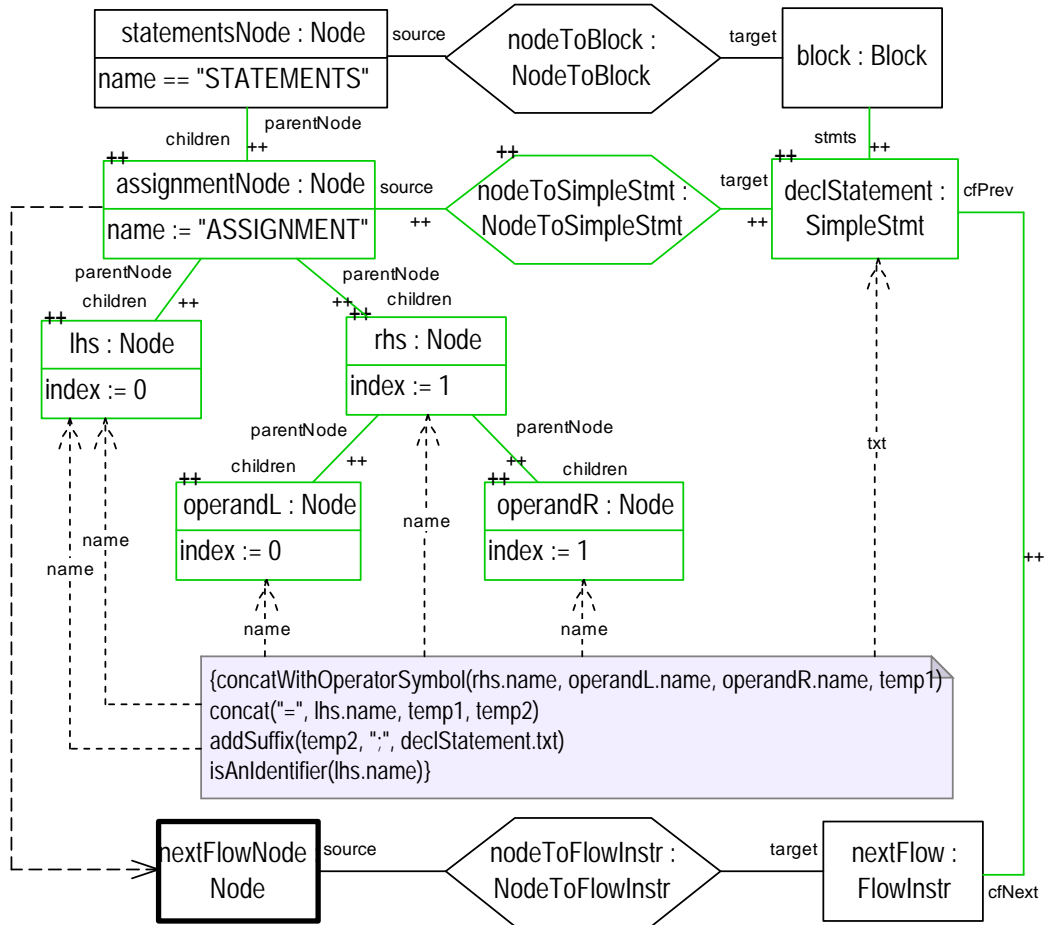 statementsNode : Node
name == "STATEMENTS"
source
nodeToBlock :
NodeToBlock
target
block : Block
children
parentNode
++
stmts
++
++
assignmentNode : Node
name := "ASSIGNMENT"
source
++
++
nodeToSimpleStmt :
NodeToSimpleStmt
target
++
++
declStatement :
SimpleStmt
cfPrev
parentNode
children
++
++
lhs : Node
index := 0
parentNode
children
++
++
rhs : Node
index := 1
parentNode
children
++
++
operandL : Node
index := 0
parentNode
children
++
++
operandR : Node
index := 1
name
name
name
name
name
txt
++
{concatWithOperatorSymbol(rhs.name, operandL.name, operandR.name, temp1)
concat("=", lhs.name, temp1, temp2)
addSuffix(temp2, ";", declStatement.txt)
isAnIdentifier(lhs.name)}
nextFlowNode
Node
source
nodeToFlowInstr :
NodeToFlowInstr
target
nextFlow :
FlowInstr
cfNext